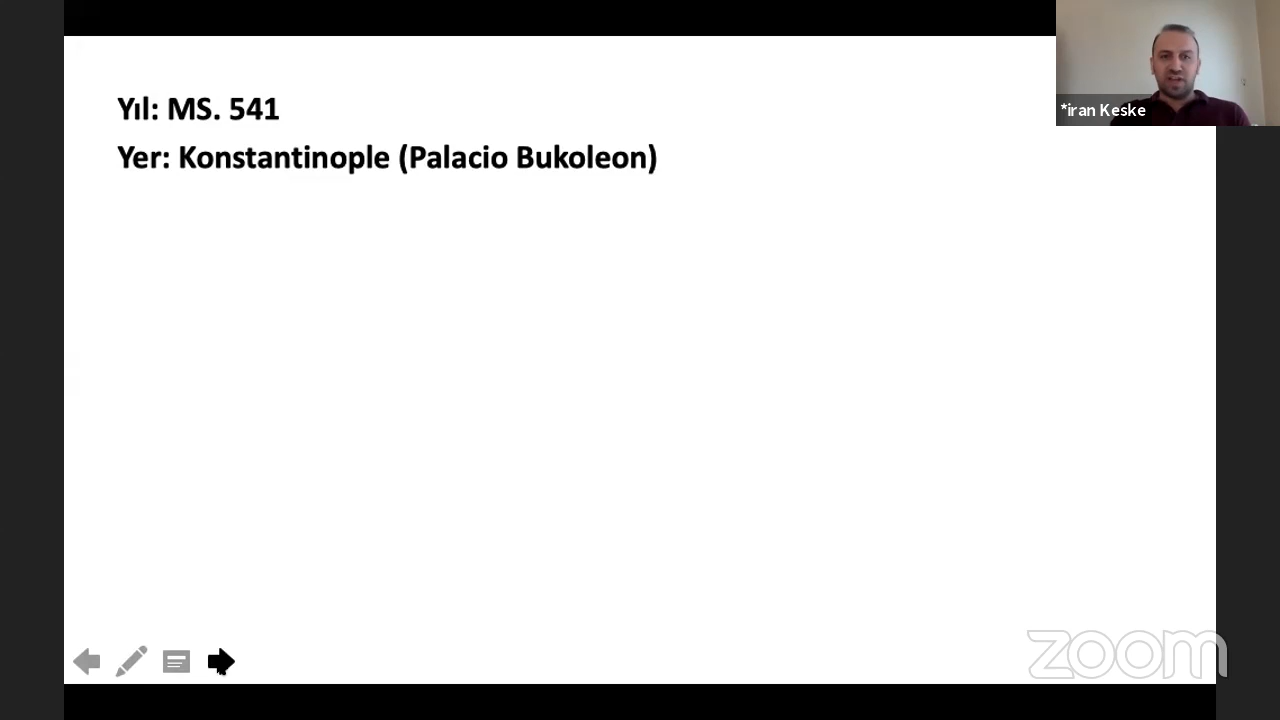 Yıl: MS. 541
Yer: Konstantinople (Palacio Bukoleon)
*iran Keske
zoom